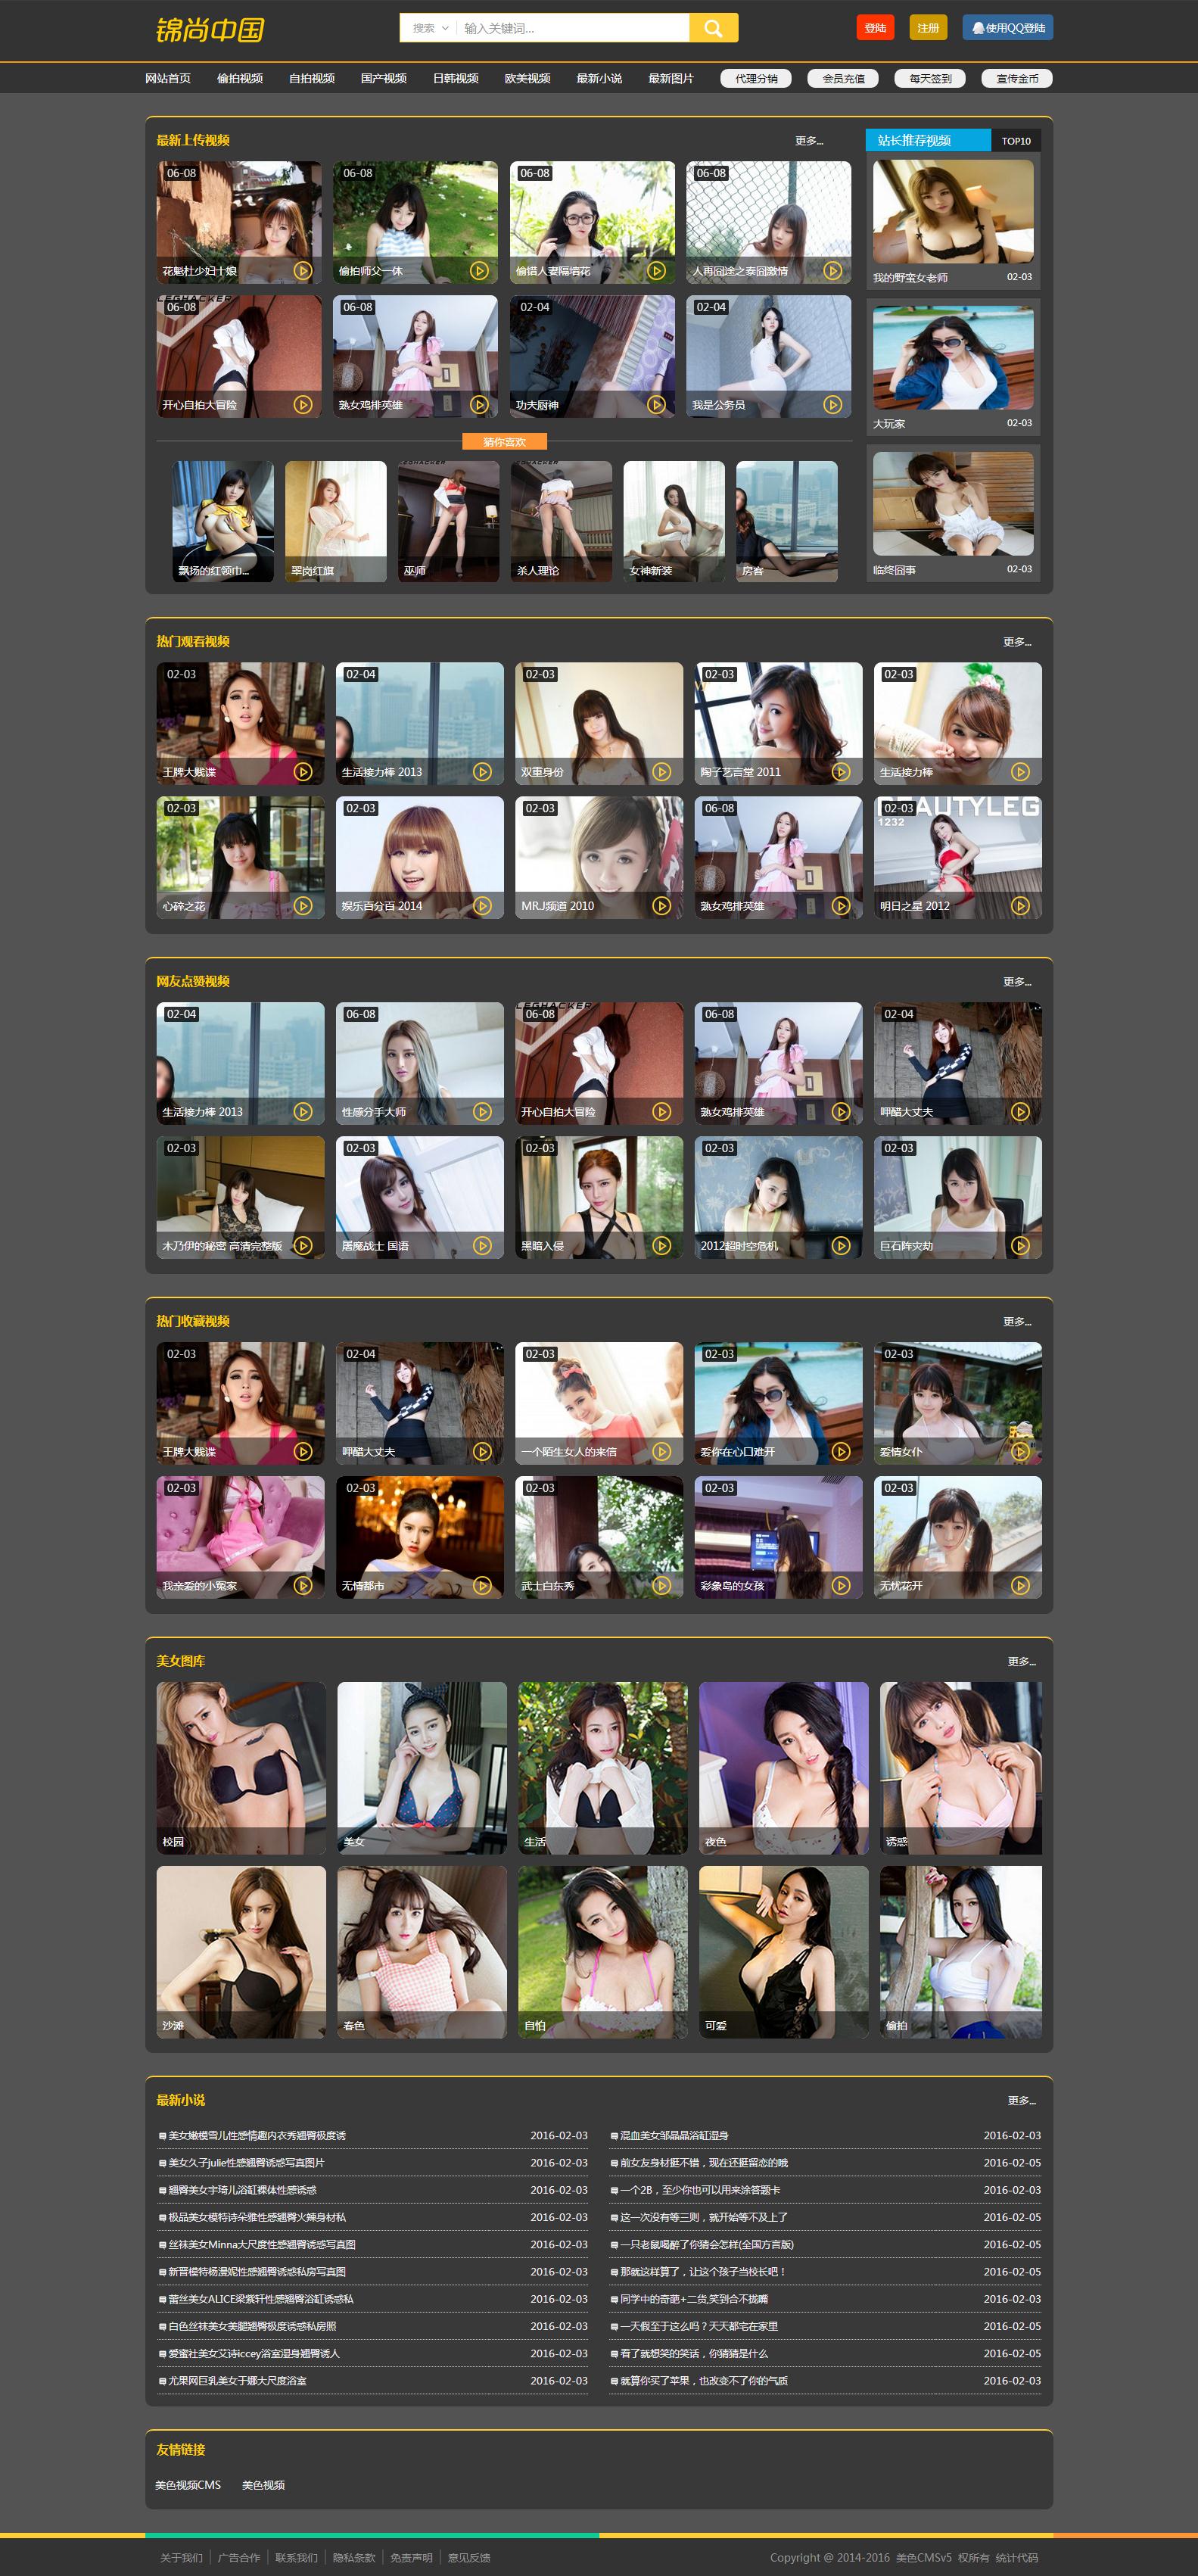 锦尚中国
搜索 输入关键词...
登陆 注册 使用QQ登陆
网站首页 偷拍视频 自拍视频 国产视频 日韩视频 欧美视频 最新小说 最新图片 代理分销 会员充值 每天签到 宣传金币
最新上传视频 更多...
06-08 06-08 06-08 06-08
花魁杜少妇十娘 偷拍师父一体 偷惜人妻隔墙花 人再囧途之泰囧激情
LEGHACKER
06-08 06-08 02-04 02-04
开心自拍大冒险 熟女鸡排英雄 功夫厨神 我是公务员
猜你喜欢
飘扬的红领巾... 翠岗红旗 巫师 杀人理论 女神新装 房客
站长推荐视频 TOP10
我的野蛮女老师 02-03
大玩家 02-03
临终囧事 02-03
热门观看视频 更多...
02-03 02-04 02-03 02-03 02-03
王牌大贱谍 生活接力棒 2013 双重身份 陶子艺言堂 2011 生活接力棒
02-03 02-03 02-03 06-08 02-03
1232
心碎之花 娱乐百分百 2014 MR.J频道 2010 熟女鸡排英雄 明日之星 2012
网友点赞视频 更多...
02-04 06-08 06-08 06-08 02-04
生活接力棒 2013 性感分手大师 开心自拍大冒险 熟女鸡排英雄 呷醋大丈夫
02-03 02-03 02-03 02-03 02-03
木乃伊的秘密 高清完整版 屠魔战士 国语 黑暗入侵 2012超时空危机 巨石阵灾劫
热门收藏视频 更多...
02-03 02-04 02-03 02-03 02-03
王牌大贱谍 呷醋大丈夫 一个陌生女人的来信 爱你在心口难开 爱情女仆
02-03 02-03 02-03 02-03 02-03
我亲爱的小冤家 无情都市 武士白东秀 彩象岛的女孩 无忧花开
美女图库 更多...
校园 美女 生活 夜色 诱惑
沙滩 春色 自怕 可爱 偷拍
最新小说 更多...
美女嫩模雪儿性感情趣内衣秀翘臀极度诱 2016-02-03 混血美女邹晶晶浴缸湿身 2016-02-03
美女久子julie性感翘臀诱惑写真图片 2016-02-03 前女友身材挺不错，现在还挺留恋的哦 2016-02-05
翘臀美女宇琦儿浴缸裸体性感诱惑 2016-02-03 一个2B，至少你也可以用来涂答题卡 2016-02-03
极品美女模特诗朵雅性感翘臀火辣身材私 2016-02-03 这一次没有等三则，就开始等不及上了 2016-02-05
丝袜美女Minna大尺度性感翘臀诱惑写真图 2016-02-03 一只老鼠喝醉了你猜会怎样(全国方言版) 2016-02-05
新晋模特杨漫妮性感翘臀诱惑私房写真图 2016-02-03 那就这样算了，让这个孩子当校长吧！ 2016-02-05
蕾丝美女ALICE梁紫轩性感翘臀浴缸诱惑私 2016-02-03 同学中的奇葩+二货,笑到合不拢嘴 2016-02-03
白色丝袜美女美腿翘臀极度诱惑私房照 2016-02-03 一天假至于这么吗？天天都宅在家里 2016-02-05
爱蜜社美女艾诗iccey浴室湿身翘臀诱人 2016-02-03 看了就想笑的笑话，你猜猜是什么 2016-02-05
尤果网巨乳美女于娜大尺度浴室 2016-02-03 就算你买了苹果，也改变不了你的气质 2016-02-03
友情链接
美色视频CMS 美色视频
关于我们 广告合作 联系我们 隐私条款 免责声明 意见反馈 Copyright @ 2014-2016 美色CMSv5 权所有 统计代码